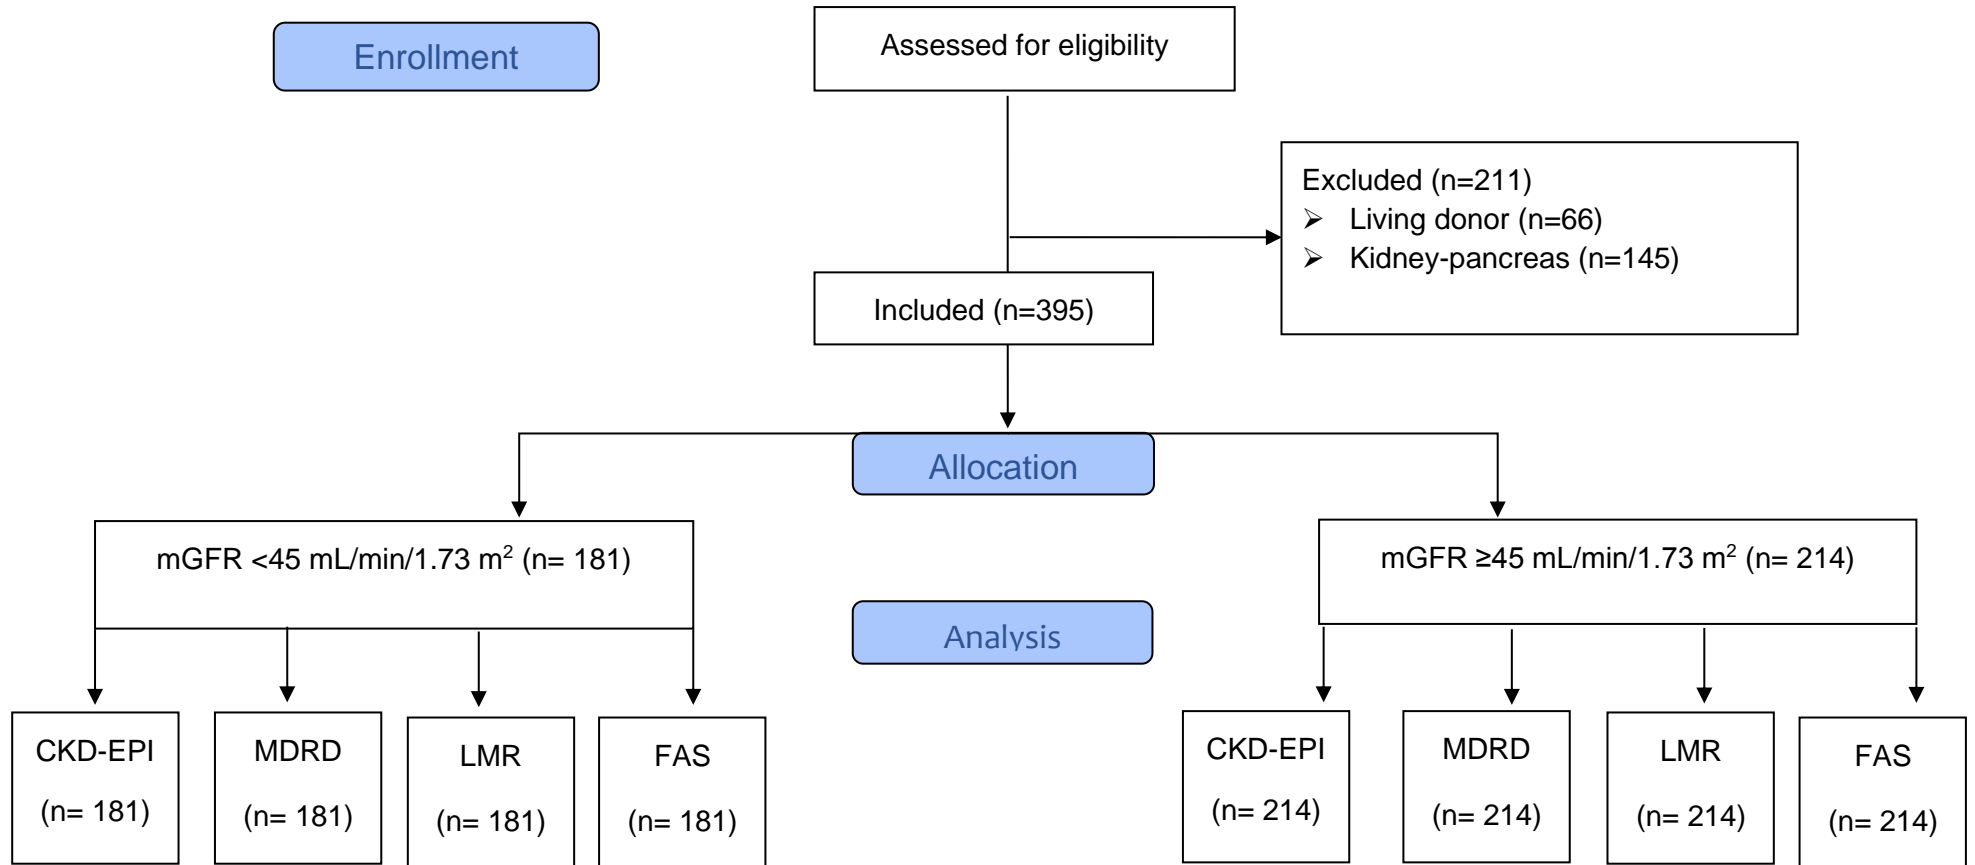 Enrollment
Assessed for eligibility
Excluded (n=211)
➢ Living donor (n=66)
➢ Kidney-pancreas (n=145)
Included (n=395)
Allocation
mGFR <45 mL/min/1.73 m² (n= 181)
mGFR ≥45 mL/min/1.73 m² (n= 214)
Analysis
CKD-EPI
(n= 181)
MDRD
(n= 181)
LMR
(n= 181)
FAS
(n= 181)
CKD-EPI
(n= 214)
MDRD
(n= 214)
LMR
(n= 214)
FAS
(n= 214)